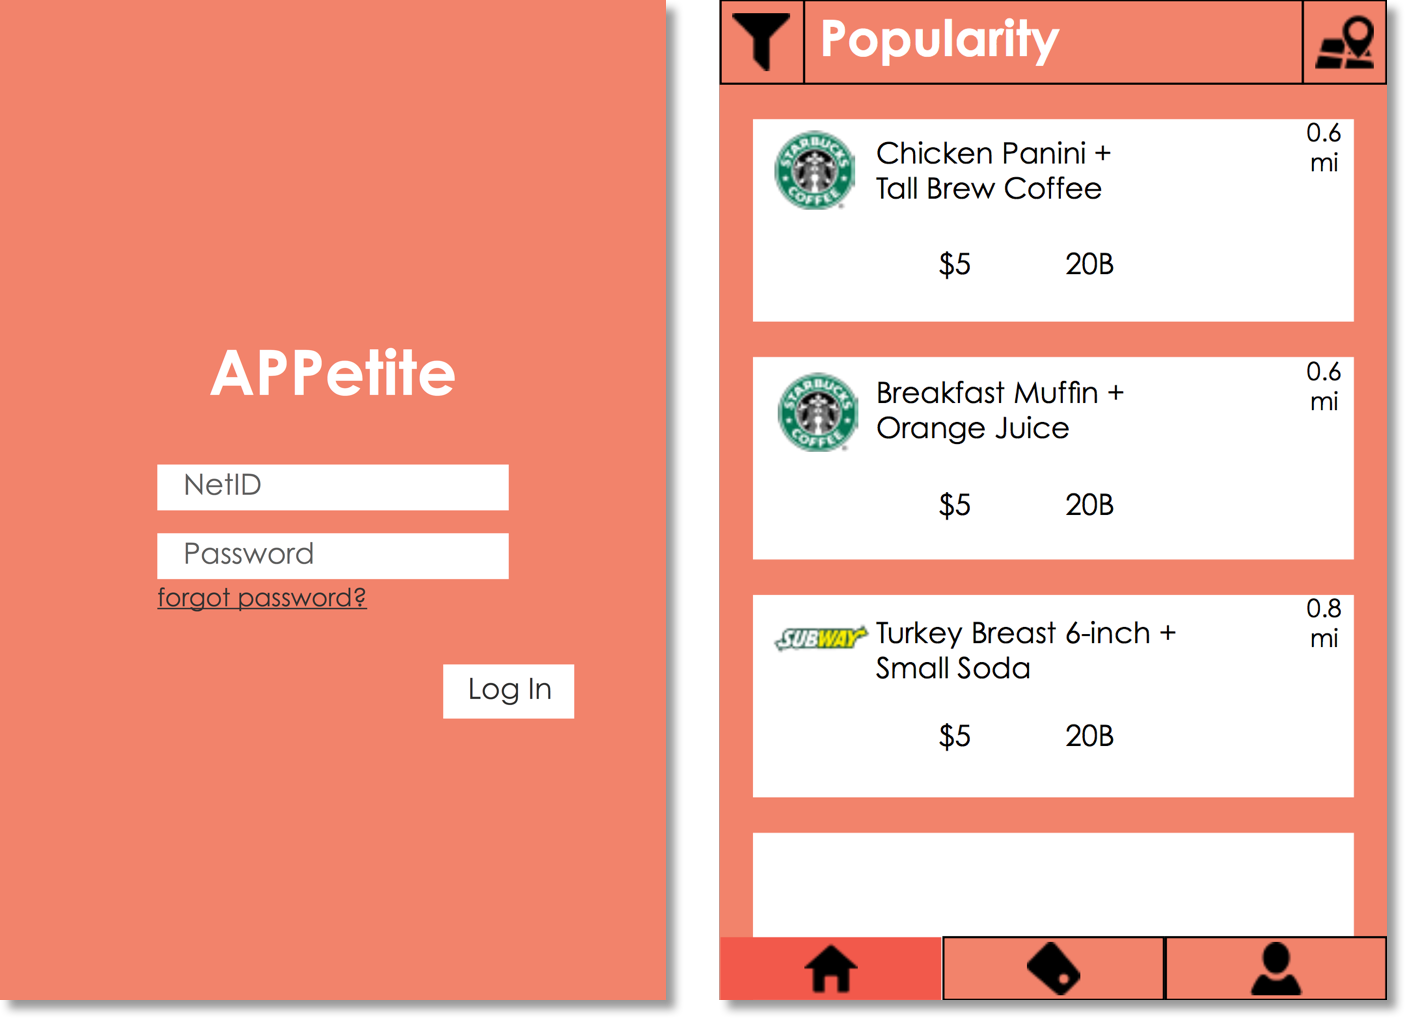 APPetite
NetID
Password
forgot password?
Log In
Popularity
STARBUCKS
COFFEE
Chicken Panini +
Tall Brew Coffee
0.6
mi
$5 20B
STARBUCKS
COFFEE
Breakfast Muffin +
Orange Juice
0.6
mi
$5 20B
SUBWAY
Turkey Breast 6-inch +
Small Soda
0.8
mi
$5 20B